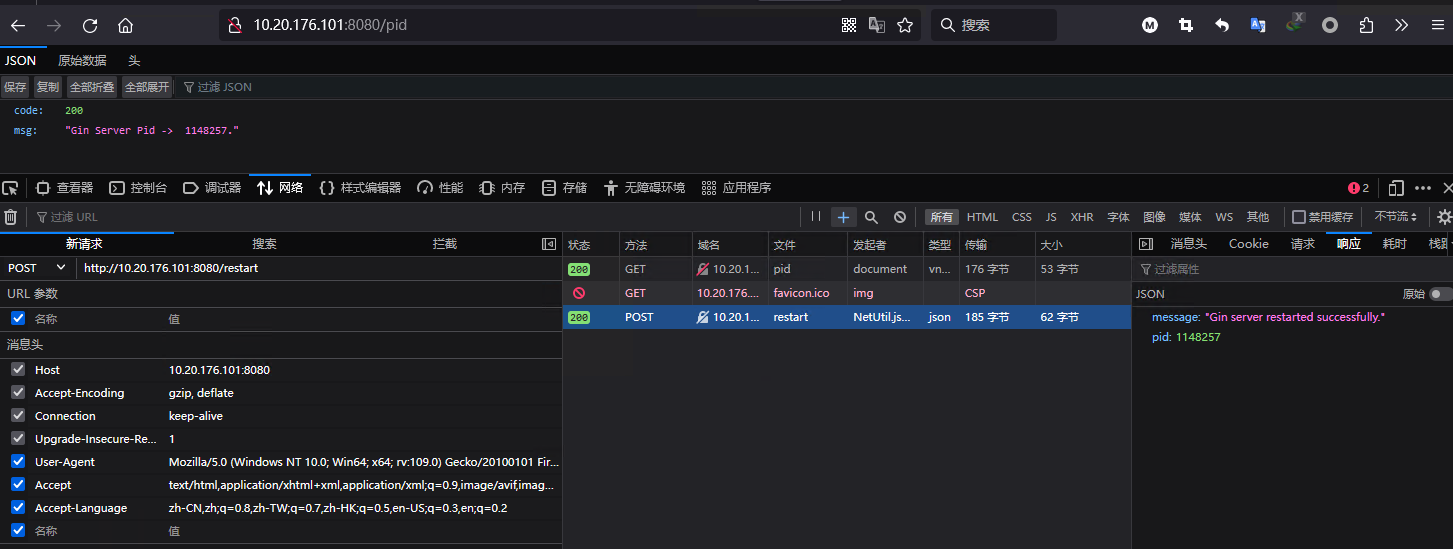 10.20.176.101:8080/pid
搜索
M
X
JSON 原始数据 头
保存 复制 全部折叠 全部展开 过滤 JSON
code: 200
msg: "Gin Server Pid ->  1148257."
查看器 控制台 调试器 网络 样式编辑器 性能 内存 存储 无障碍环境 应用程序 2
过滤 URL
所有 HTML CSS JS XHR 字体 图像 媒体 WS 其他 禁用缓存 不节流
新请求 搜索 拦截
POST http://10.20.176.101:8080/restart
URL 参数
名称 值
消息头
Host 10.20.176.101:8080
Accept-Encoding gzip, deflate
Connection keep-alive
Upgrade-Insecure-Re... 1
User-Agent Mozilla/5.0 (Windows NT 10.0; Win64; x64; rv:109.0) Gecko/20100101 Fir...
Accept text/html,application/xhtml+xml,application/xml;q=0.9,image/avif,imag...
Accept-Language zh-CN,zh;q=0.8,zh-TW;q=0.7,zh-HK;q=0.5,en-US;q=0.3,en;q=0.2
名称 值
状态 方法 域名 文件 发起者 类型 传输 大小
200 GET 10.20.1... pid document vn... 176 字节 53 字节
GET 10.20.176.... favicon.ico img CSP
200 POST 10.20.1... restart NetUtil.js... json 185 字节 62 字节
消息头 Cookie 请求 响应 耗时 栈跟
过滤属性
JSON 原始
message: "Gin server restarted successfully."
pid: 1148257